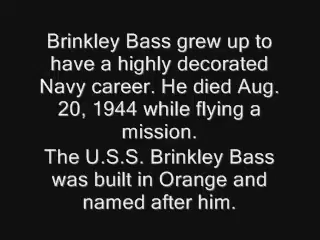 Brinkley Bass grew up to
have a highly decorated
Navy career. He died Aug.
20, 1944 while flying a
mission.
The U.S.S. Brinkley Bass
was built in Orange and
named after him.